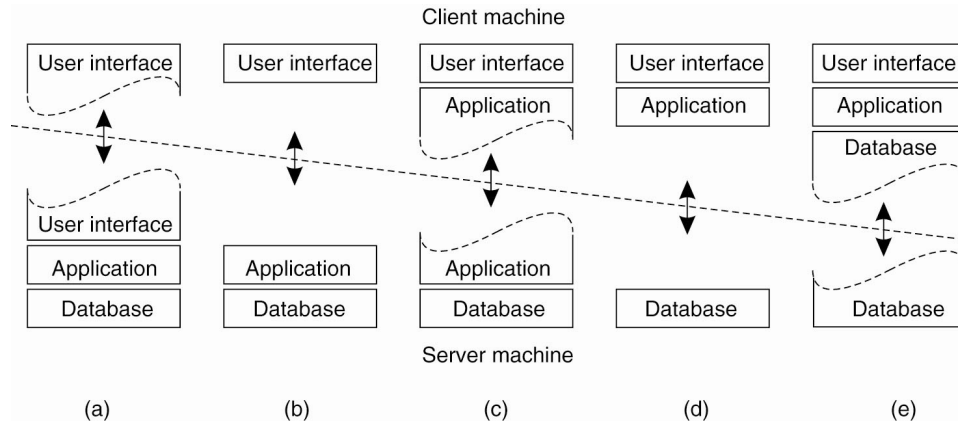 Client machine
User interface User interface User interface User interface User interface
Application Application Application
Database
User interface
Application Application Application
Database Database Database Database Database
Server machine
(a) (b) (c) (d) (e)